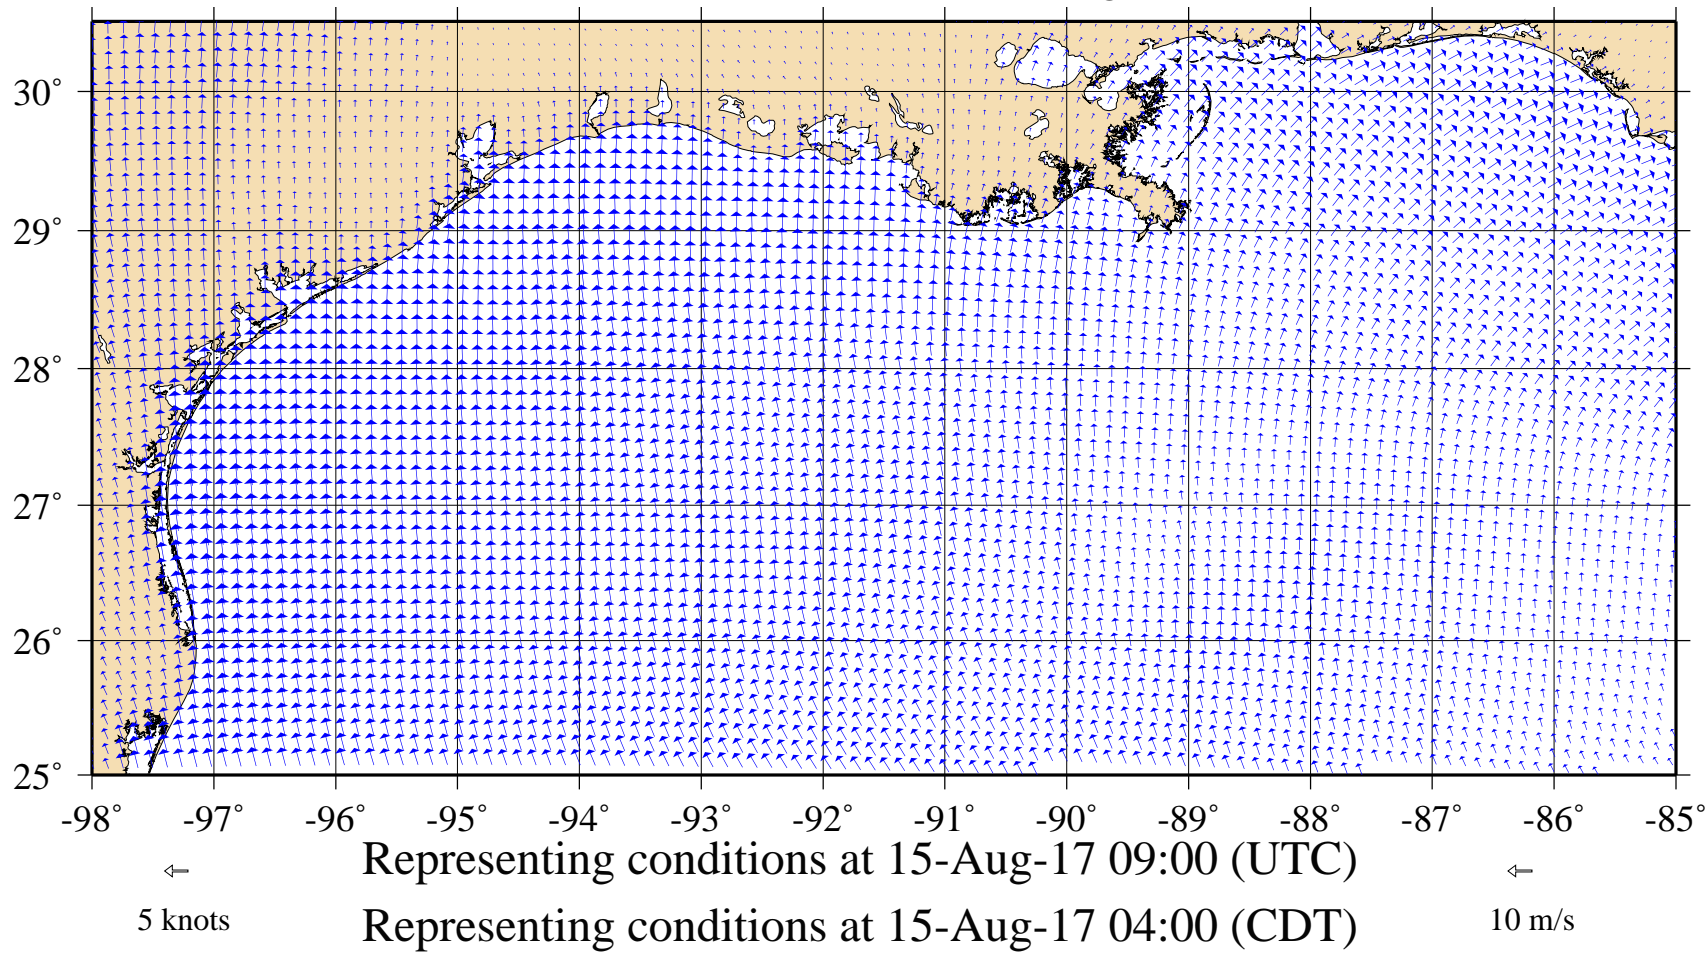 30°
29°
28°
27°
26°
25°
-98° -97° -96° -95° -94° -93° -92° -91° -90° -89° -88° -87° -86° -85°
Representing conditions at 15-Aug-17 09:00 (UTC)
5 knots
Representing conditions at 15-Aug-17 04:00 (CDT)
10 m/s